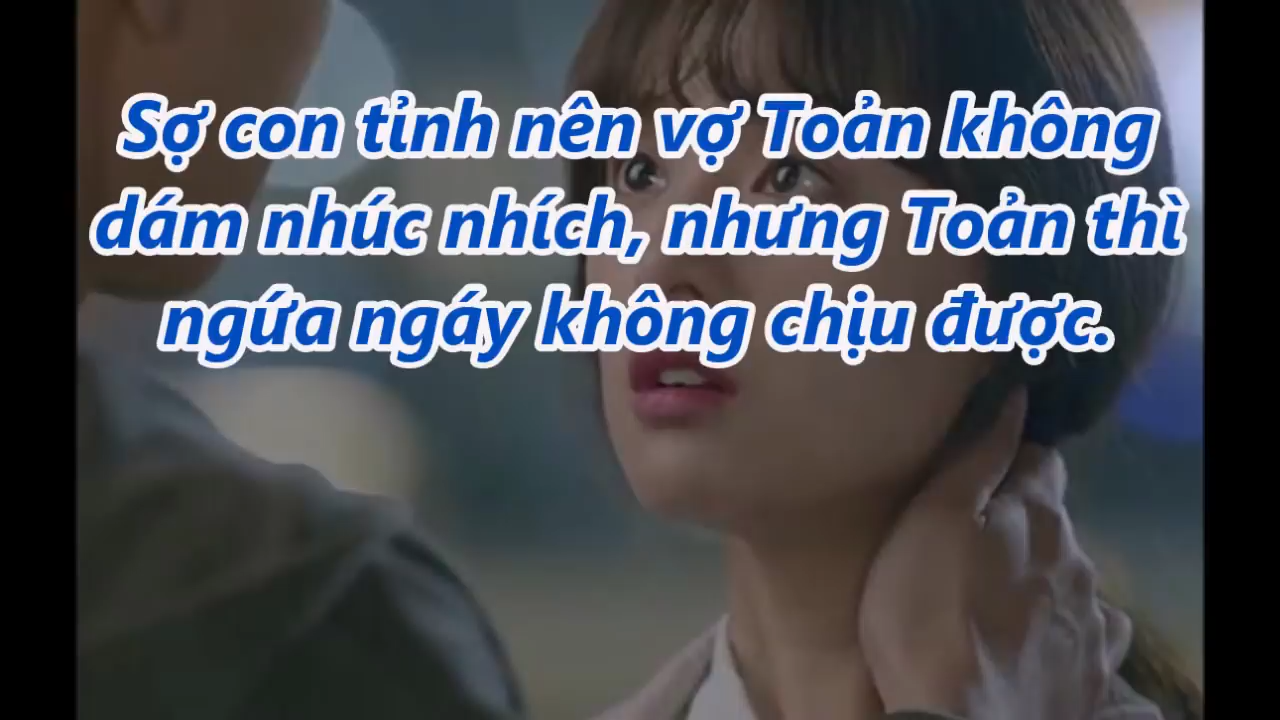 Sợ con tỉnh nên vợ Toản không
dám nhúc nhích, nhưng Toản thì
ngứa ngáy không chịu được.